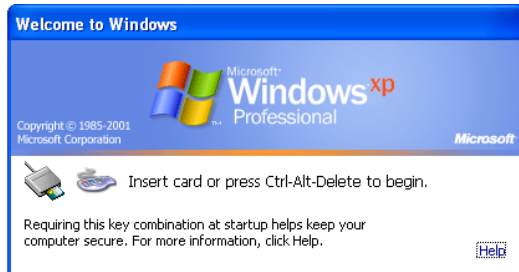 Welcome to Windows
Microsoft
Windows xp
Professional
Copyright © 1985-2001
Microsoft Corporation
Microsoft
Insert card or press Ctrl-Alt-Delete to begin.
Requiring this key combination at startup helps keep your
computer secure. For more information, click Help.
Help